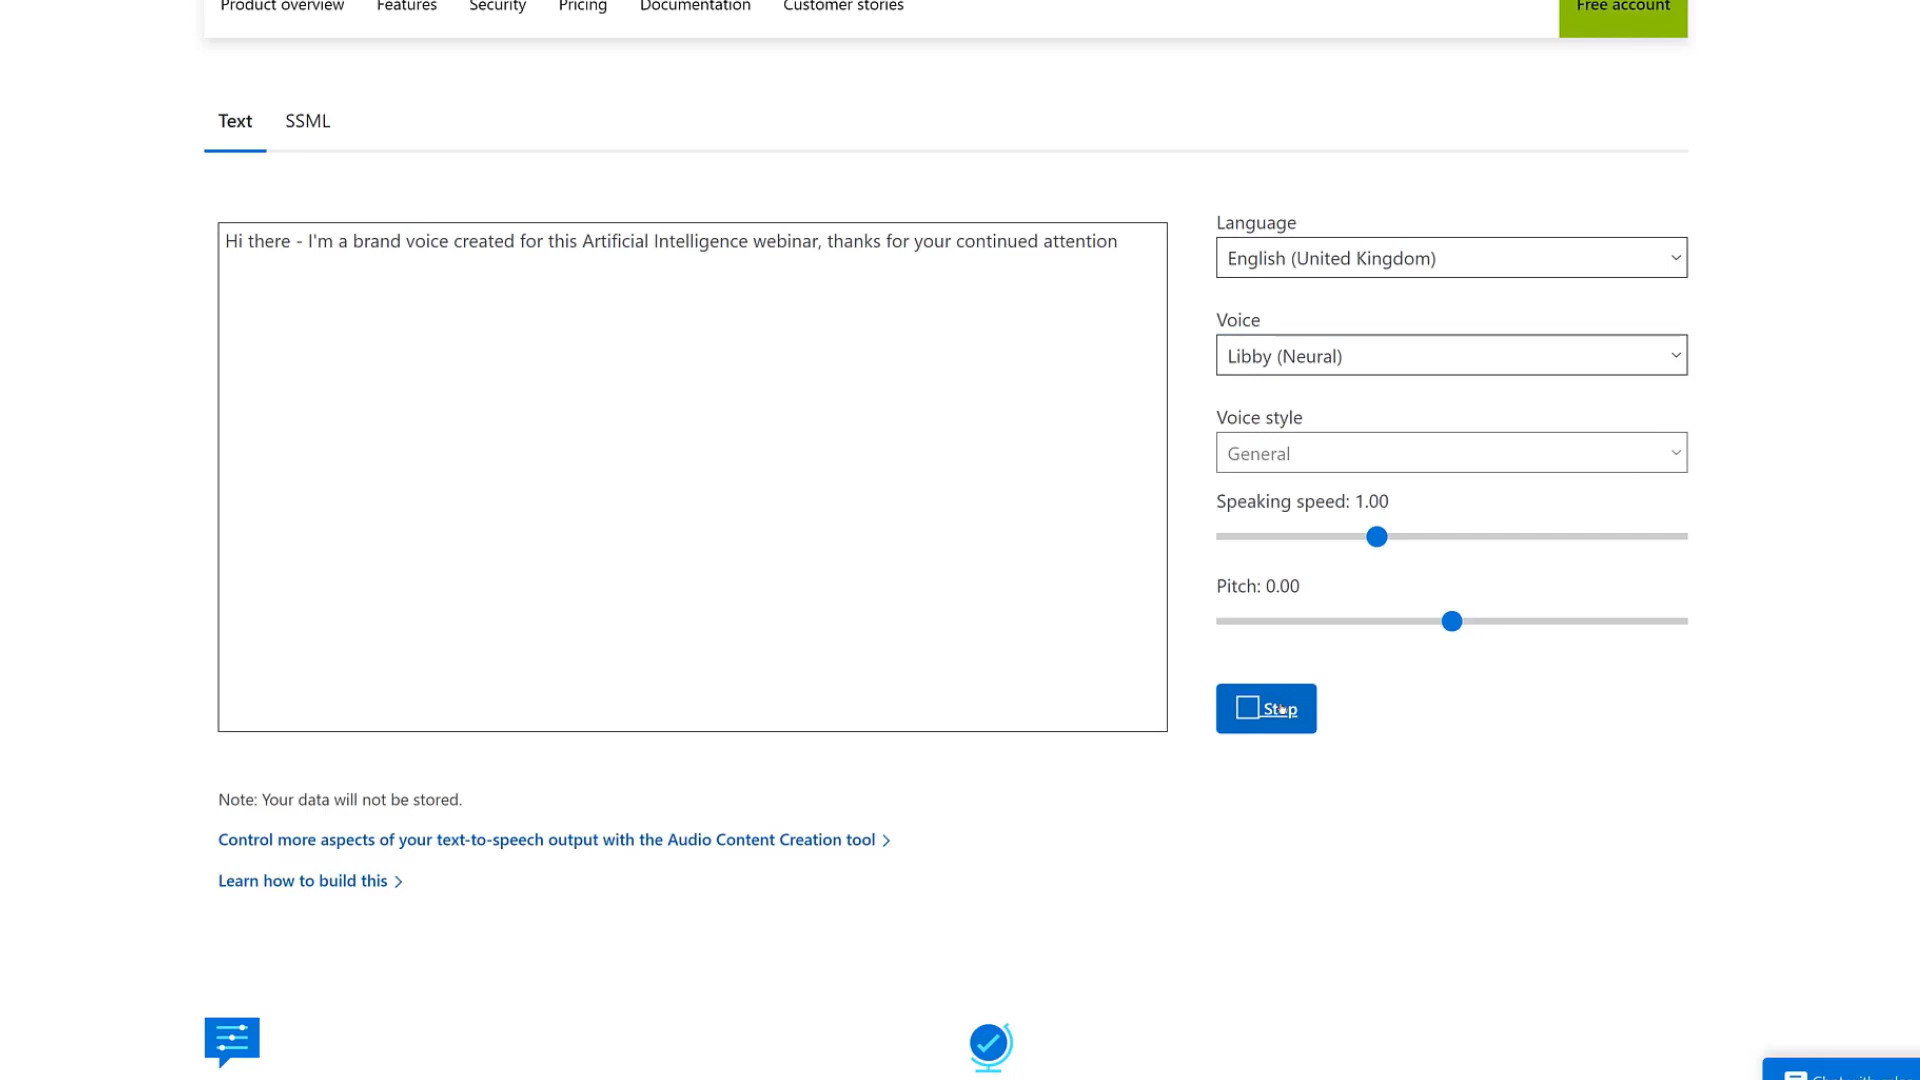 Product overview Features Security Pricing Documentation Customer stories Free account
Text SSML
Hi there - I'm a brand voice created for this Artificial Intelligence webinar, thanks for your continued attention
Language
English (United Kingdom)
Voice
Libby (Neural)
Voice style
General
Speaking speed: 1.00
Pitch: 0.00
Stop
Note: Your data will not be stored.
Control more aspects of your text-to-speech output with the Audio Content Creation tool
Learn how to build this